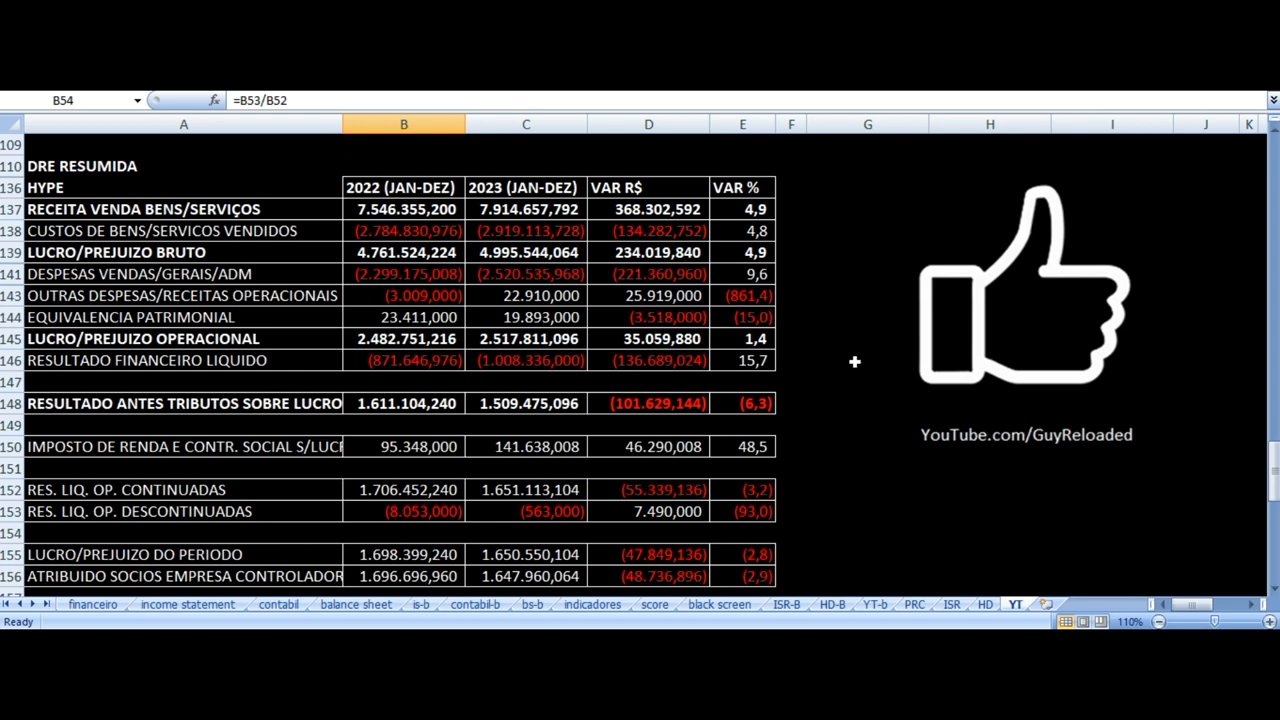 B54 fx =B53/B52
A B C D E F G H I J K
109
110 DRE RESUMIDA
136 HYPE 2022 (JAN-DEZ) 2023 (JAN-DEZ) VAR R$ VAR %
137 RECEITA VENDA BENS/SERVIÇOS 7.546.355,200 7.914.657,792 368.302,592 4,9
138 CUSTOS DE BENS/SERVICOS VENDIDOS (2.784.830,976) (2.919.113,728) (134.282,752) 4,8
139 LUCRO/PREJUIZO BRUTO 4.761.524,224 4.995.544,064 234.019,840 4,9
141 DESPESAS VENDAS/GERAIS/ADM (2.299.175,008) (2.520.535,968) (221.360,960) 9,6
143 OUTRAS DESPESAS/RECEITAS OPERACIONAIS (3.009,000) 22.910,000 25.919,000 (861,4)
144 EQUIVALENCIA PATRIMONIAL 23.411,000 19.893,000 (3.518,000) (15,0)
145 LUCRO/PREJUIZO OPERACIONAL 2.482.751,216 2.517.811,096 35.059,880 1,4
146 RESULTADO FINANCEIRO LIQUIDO (871.646,976) (1.008.336,000) (136.689,024) 15,7
147
148 RESULTADO ANTES TRIBUTOS SOBRE LUCRO 1.611.104,240 1.509.475,096 (101.629,144) (6,3)
149
YouTube.com/GuyReloaded
150 IMPOSTO DE RENDA E CONTR. SOCIAL S/LUCR 95.348,000 141.638,008 46.290,008 48,5
151
152 RES. LIQ. OP. CONTINUADAS 1.706.452,240 1.651.113,104 (55.339,136) (3,2)
153 RES. LIQ. OP. DESCONTINUADAS (8.053,000) (563,000) 7.490,000 (93,0)
154
155 LUCRO/PREJUIZO DO PERIODO 1.698.399,240 1.650.550,104 (47.849,136) (2,8)
156 ATRIBUIDO SOCIOS EMPRESA CONTROLADOR 1.696.696,960 1.647.960,064 (48.736,896) (2,9)
financeiro income statement contabil balance sheet is-b contabil-b bs-b indicadores score black screen ISR-B HD-B YT-b PRC ISR HD YT
Ready 110%